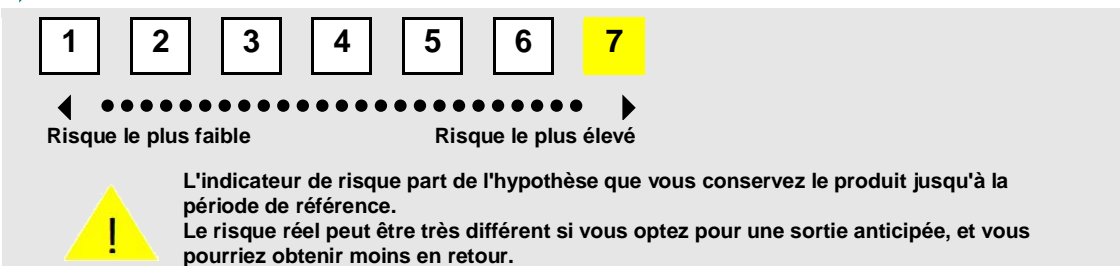 1 2 3 4 5 6 7
Risque le plus faible Risque le plus élevé
L'indicateur de risque part de l'hypothèse que vous conservez le produit jusqu'à la
période de référence.
! Le risque réel peut être très différent si vous optez pour une sortie anticipée, et vous
pourriez obtenir moins en retour.